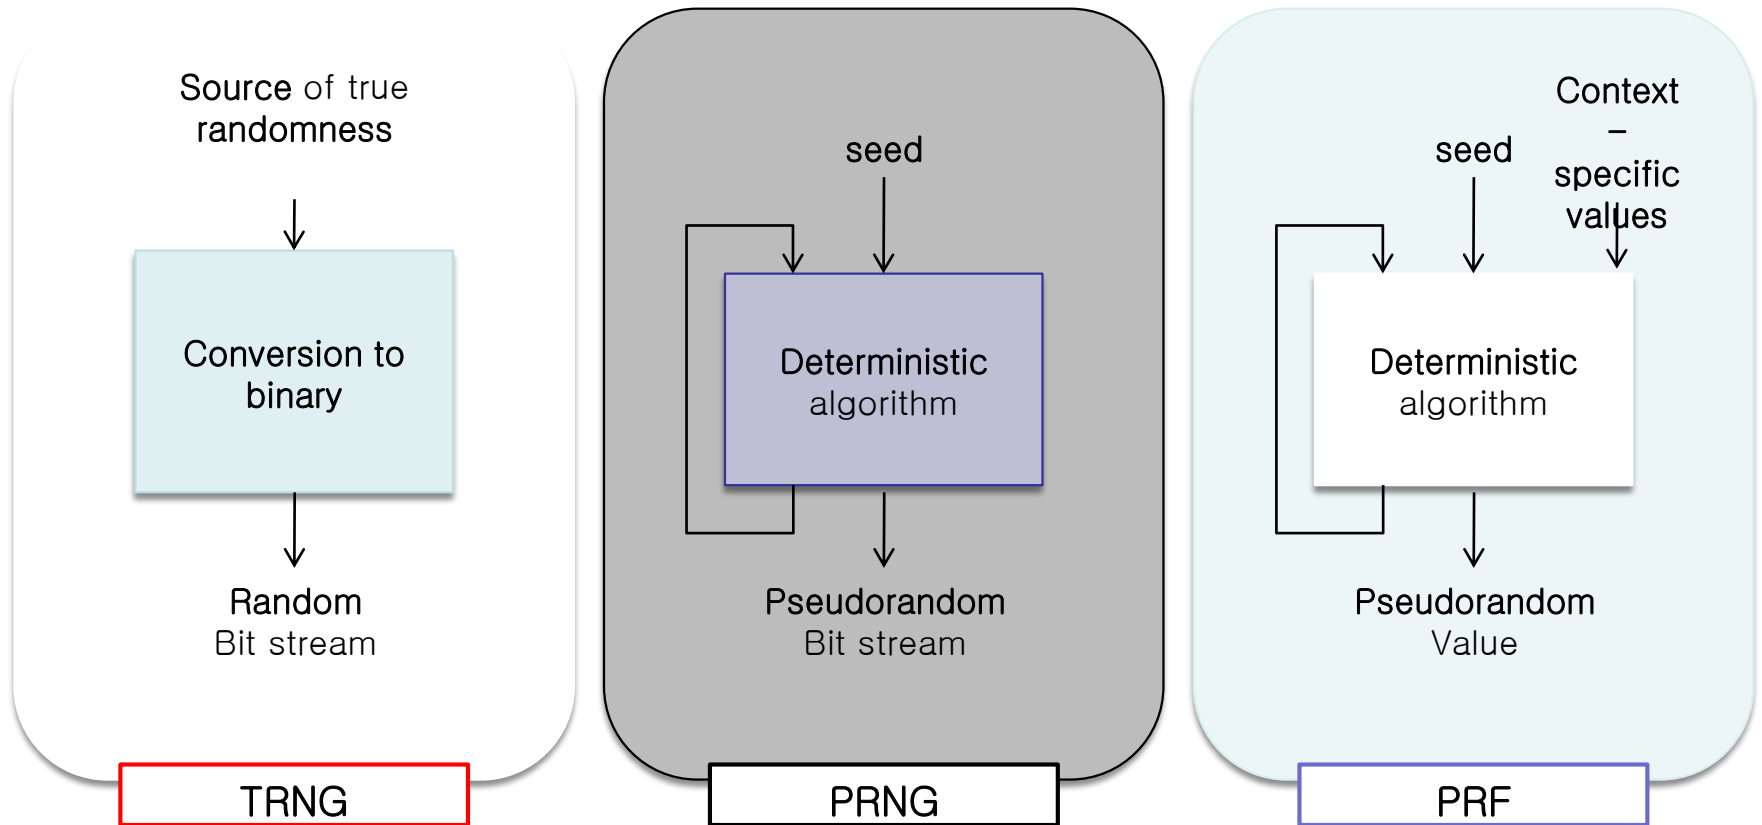 Source of true
randomness
Conversion to
binary
Random
Bit stream
TRNG
seed
Deterministic
algorithm
Pseudorandom
Bit stream
PRNG
seed
Context
–
specific
values
Deterministic
algorithm
Pseudorandom
Value
PRF